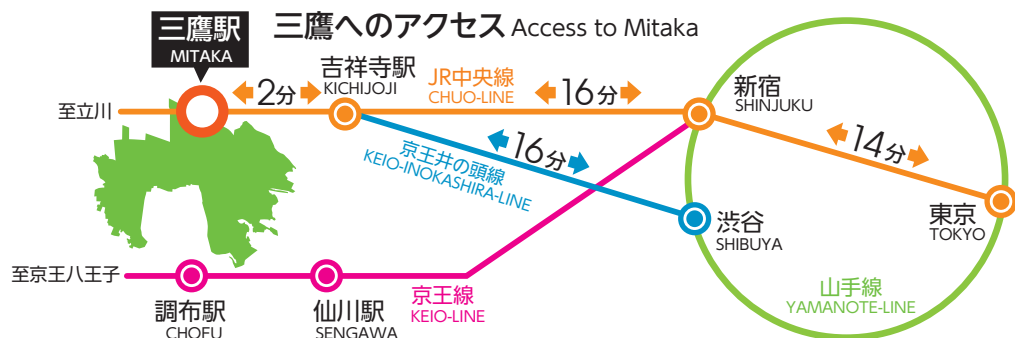 三鷹駅
MITAKA
三鷹へのアクセス Access to Mitaka
吉祥寺駅
KICHIJOJI
JR中央線
CHUO-LINE
2分
16分
新宿
SHINJUKU
至立川
京王井の頭線
KEIO-INOKASHIRA-LINE
16分
14分
渋谷
SHIBUYA
東京
TOKYO
至京王八王子
調布駅
CHOFU
仙川駅
SENGAWA
京王線
KEIO-LINE
山手線
YAMANOTE-LINE